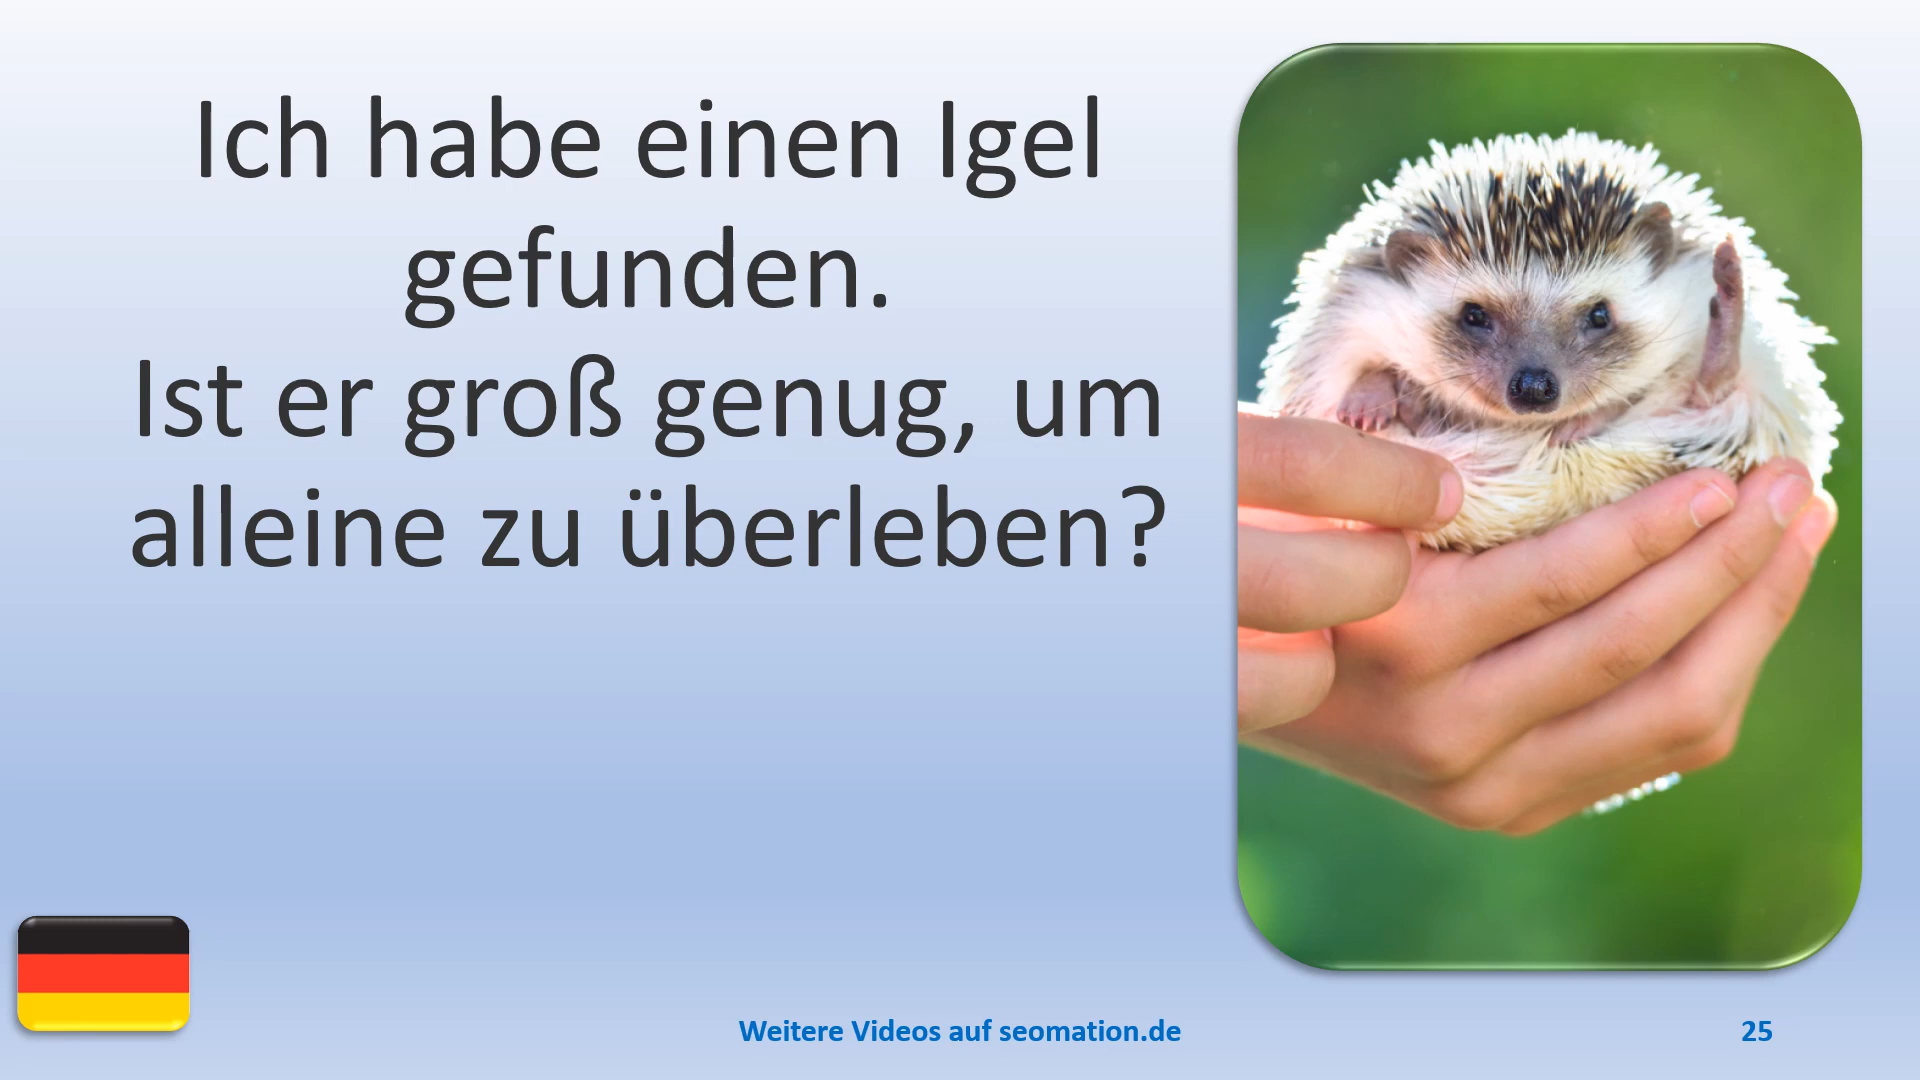 Ich habe einen Igel
gefunden.
Ist er groß genug, um
alleine zu überleben?
Weitere Videos auf seomation.de
25